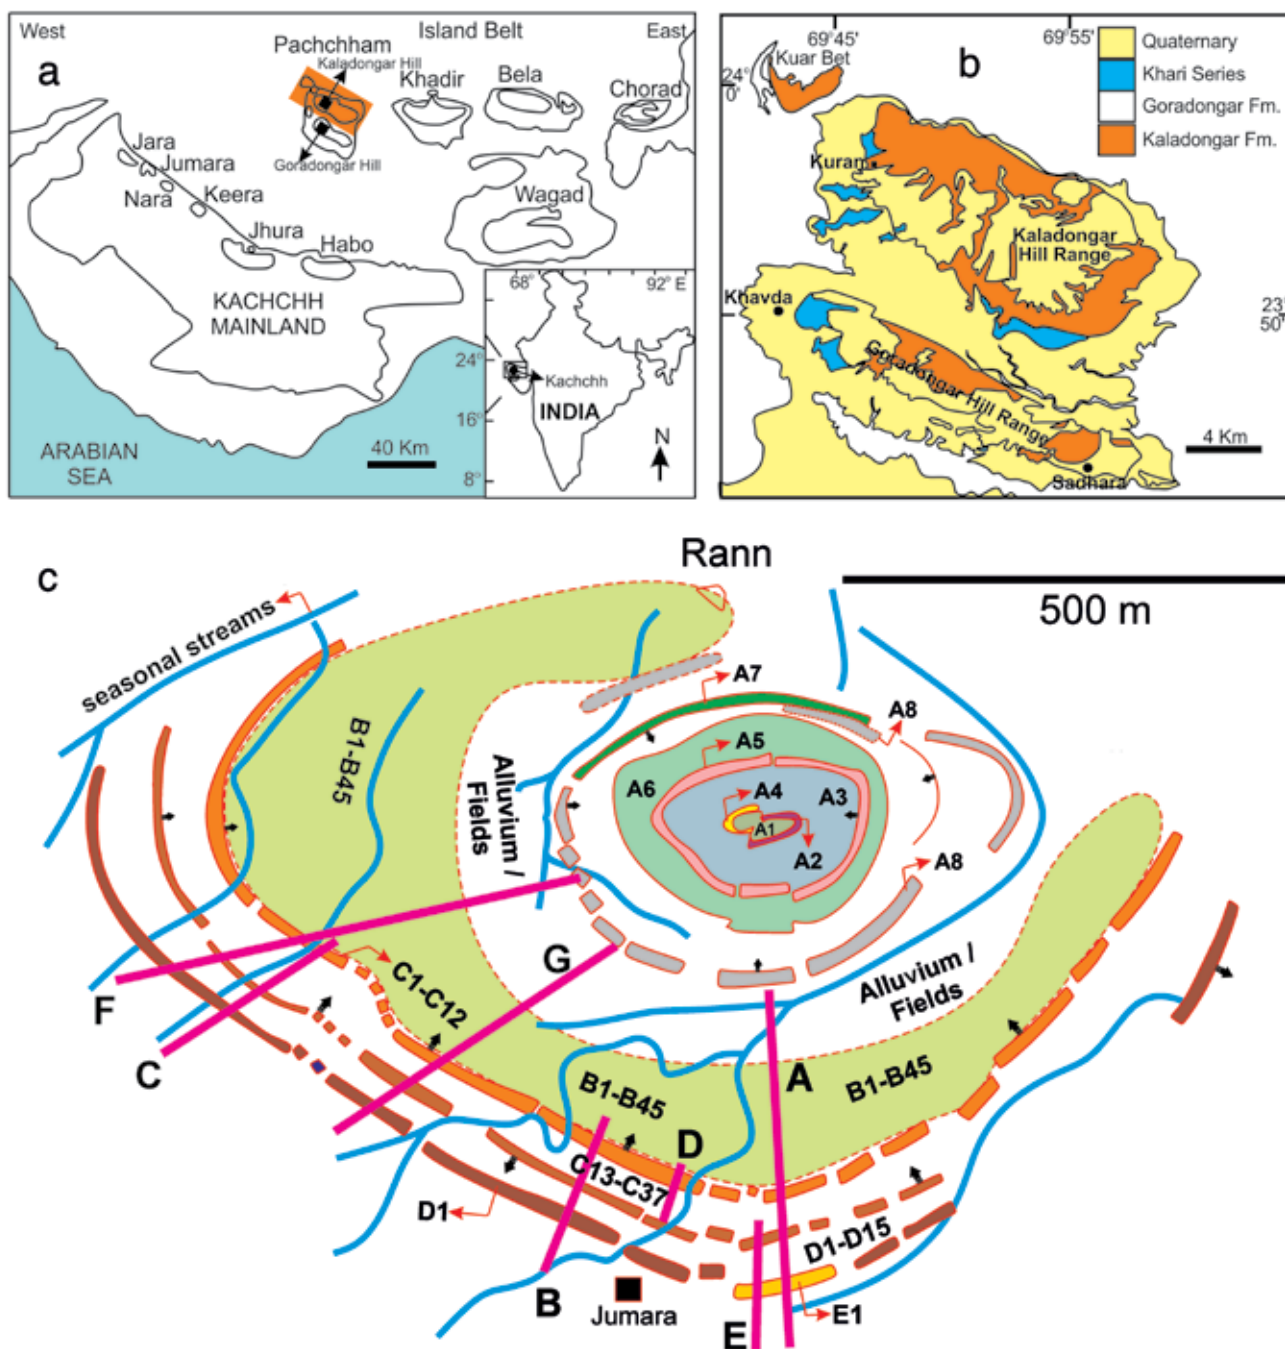 West
Island Belt
East
a
Pachchham
Kaladongar Hill
Khadir
Bela
Chorad
Goradongar Hill
Jara
Jumara
Nara
Keera
Wagad
Jhura
Habo
KACHCHH
MAINLAND
68°
92° E
24°
Kachchh
INDIA
16°
N
ARABIAN
SEA
40 Km
8°
69°45'
69°55'
Kuar Bet
b
24°
0'
Quaternary
Khari Series
Goradongar Fm.
Kaladongar Fm.
Kuram
Kaladongar
Hill Range
Khavda
23°
50'
Goradongar Hill Range
4 Km
Sadhara
c
Rann
500 m
seasonal streams
A7
A8
B1-B45
A5
Alluvium /
Fields
A6
A4
A3
A1
A2
A8
G
C1-C12
Alluvium /
Fields
F
C
A
B1-B45
B1-B45
D
C13-C37
D1
D1-D15
B
Jumara
E
E1